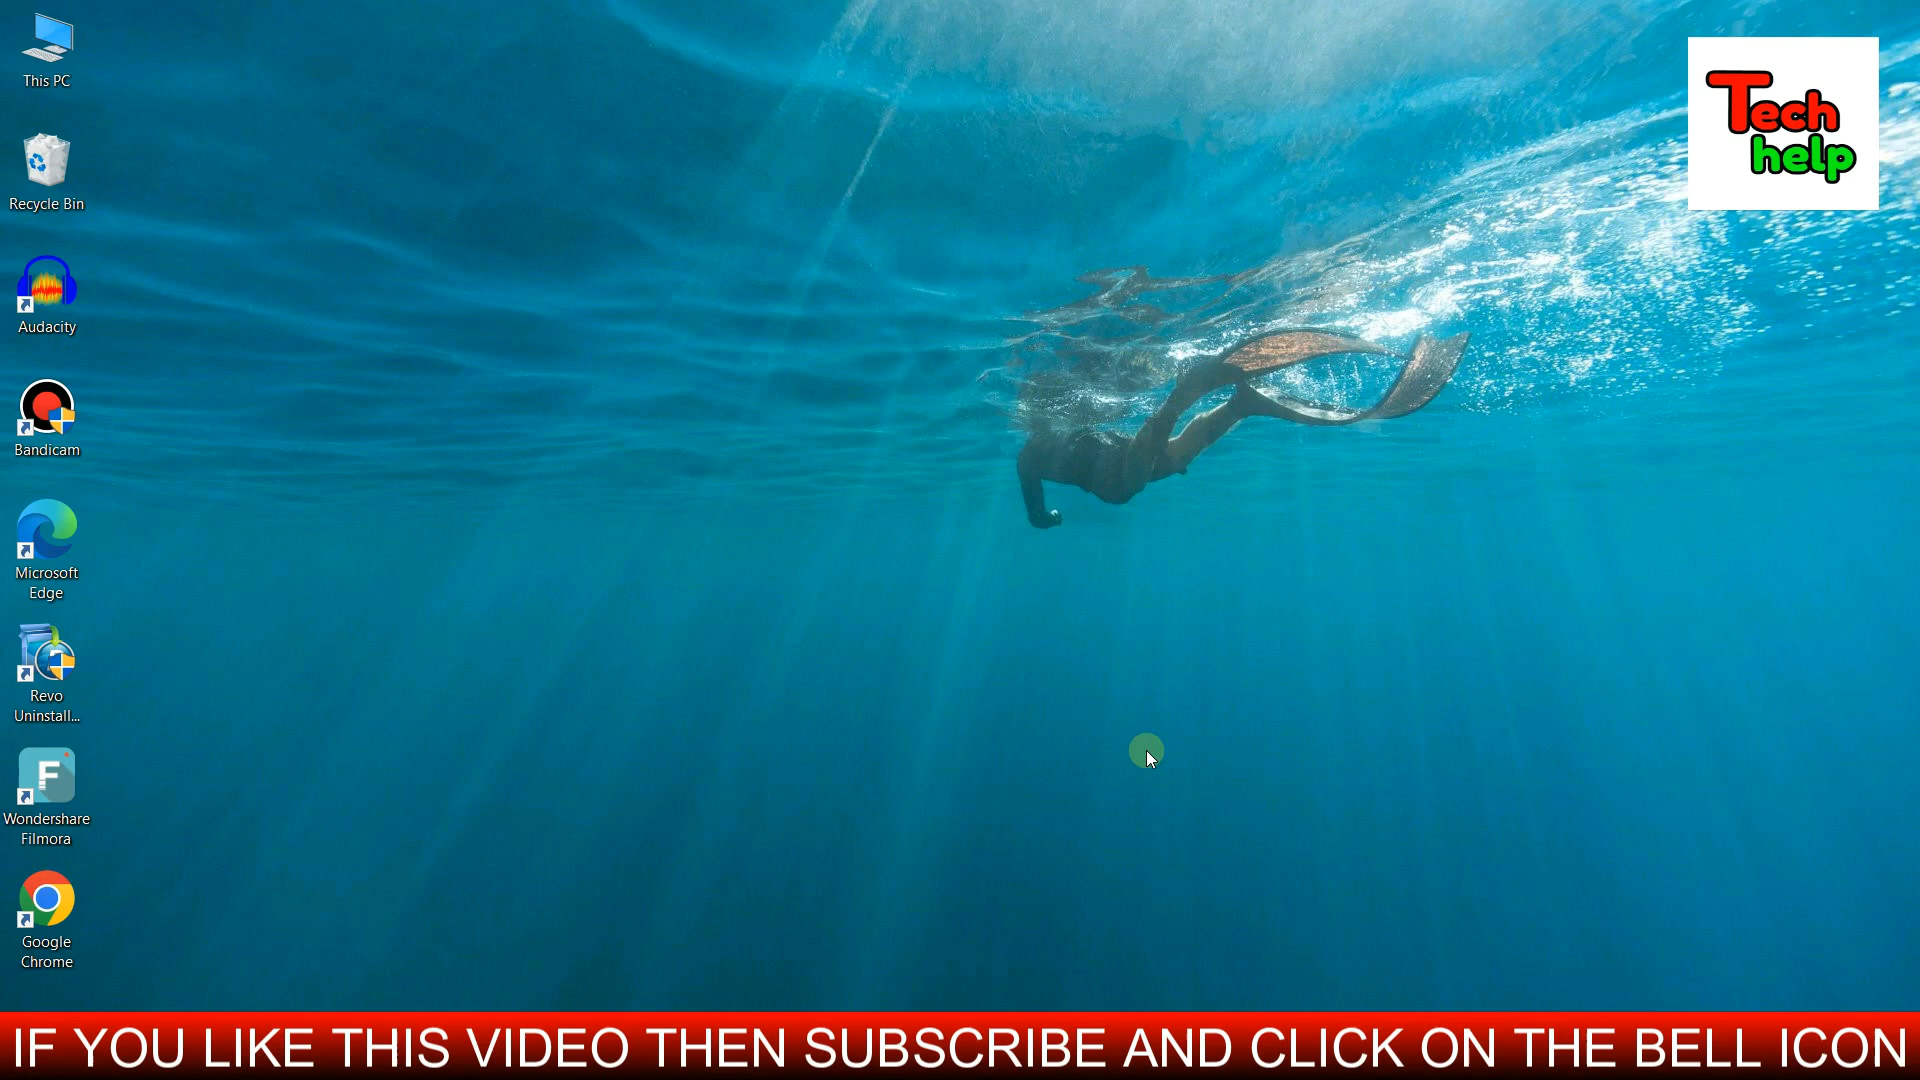 This PC
Recycle Bin
Audacity
Bandicam
Microsoft
Edge
Revo
Uninstall...
Wondershare
Filmora
Google
Chrome
Tech
help
IF YOU LIKE THIS VIDEO THEN SUBSCRIBE AND CLICK ON THE BELL ICON